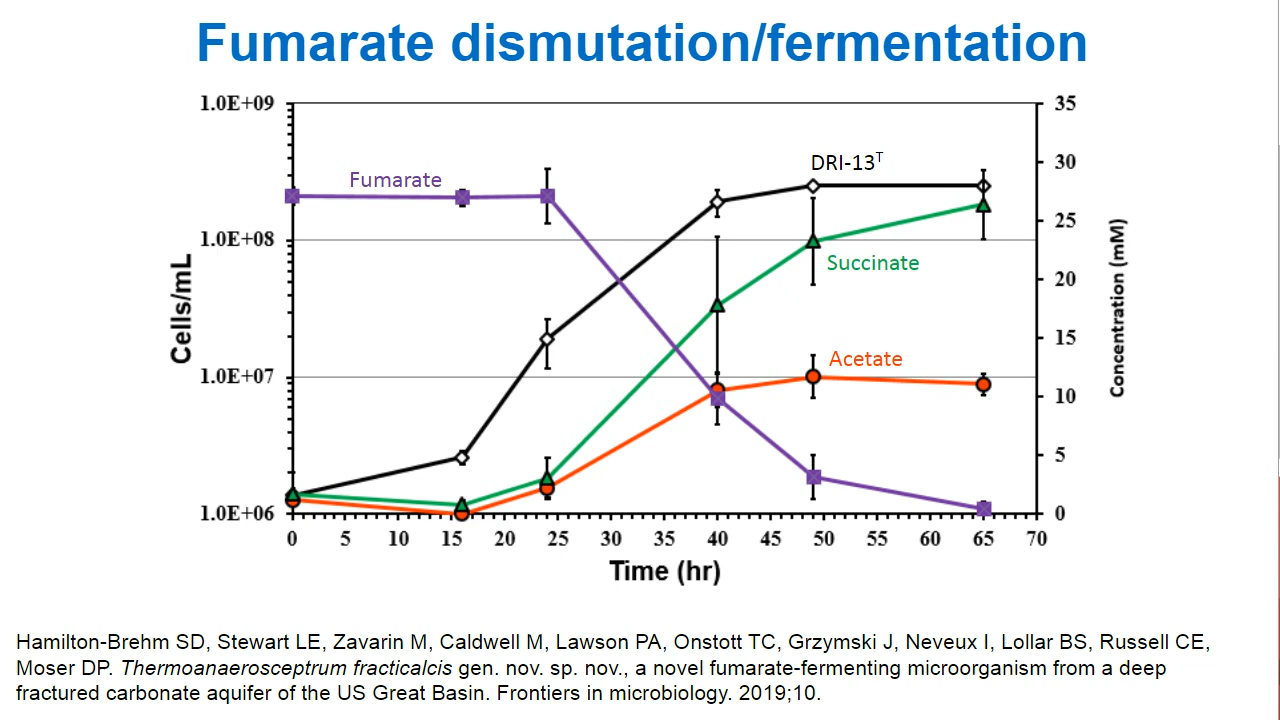 Fumarate dismutation/fermentation
1.0E+09
1.0E+08
1.0E+07
1.0E+06
Cells/mL
35
30
25
20
15
10
5
0
Concentration (mM)
Fumarate
DRI-13ᵀ
Succinate
Acetate
0 5 10 15 20 25 30 35 40 45 50 55 60 65 70
Time (hr)
Hamilton-Brehm SD, Stewart LE, Zavarin M, Caldwell M, Lawson PA, Onstott TC, Grzymski J, Neveux I, Lollar BS, Russell CE,
Moser DP. Thermoanaerosceptrum fracticalcis gen. nov. sp. nov., a novel fumarate-fermenting microorganism from a deep
fractured carbonate aquifer of the US Great Basin. Frontiers in microbiology. 2019;10.